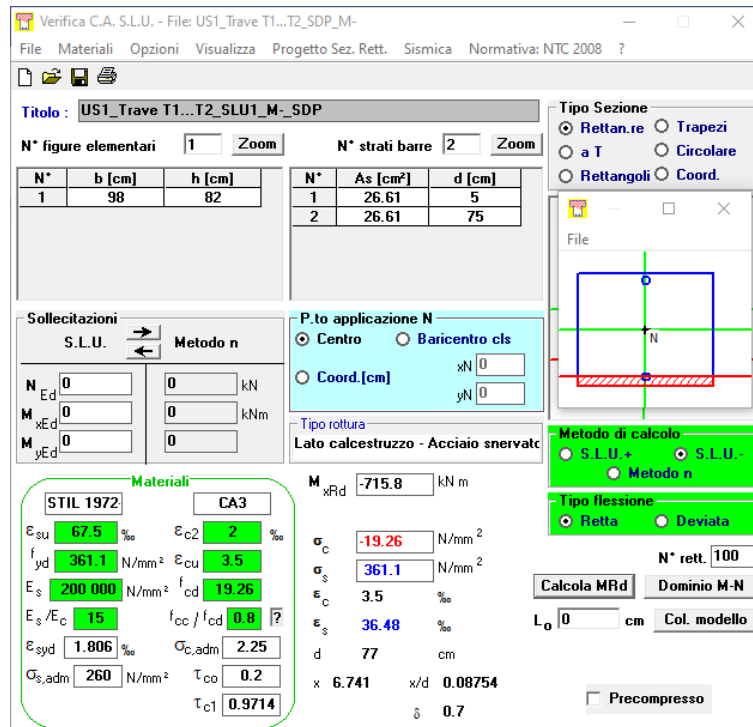 Verifica C.A. S.L.U. - File: US1_Trave T1...T2_SDP_M-
File Materiali Opzioni Visualizza Progetto Sez. Rett. Sismica Normativa: NTC 2008 ?
Titolo : US1_Trave T1...T2_SLU1_M-_SDP
N° figure elementari 1 Zoom N° strati barre 2 Zoom
N° b [cm] h [cm]
1 98 82
N° As [cm²] d [cm]
1 26.61 5
2 26.61 75
Tipo Sezione
Rettan.re Trapezi
a T Circolare
Rettangoli Coord.
File
N
Sollecitazioni
S.L.U. Metodo n
N Ed 0 0 kN
M xEd 0 0 kNm
M yEd 0 0
P.to applicazione N
Centro Baricentro cls
Coord.[cm] xN 0
yN 0
Tipo rottura
Lato calcestruzzo - Acciaio snervato
Metodo di calcolo
S.L.U.+ S.L.U.-
Metodo n
Tipo flessione
Retta Deviata
N° rett. 100
Calcola MRd Dominio M-N
L o 0 cm Col. modello
Precompresso
Materiali
STIL 1972- CA3
ε su 67.5 ‰ ε c2 2 ‰
f yd 361.1 N/mm² ε cu 3.5
E s 200 000 N/mm² f cd 19.26
E s /E c 15 f cc / f cd 0.8 ?
ε syd 1.806 ‰ σ c,adm 2.25
σ s,adm 260 N/mm² τ co 0.2
τ c1 0.9714
M xRd -715.8 kN m
σ c -19.26 N/mm²
σ s 361.1 N/mm²
ε c 3.5 ‰
ε s 36.48 ‰
d 77 cm
x 6.741 x/d 0.08754
δ 0.7